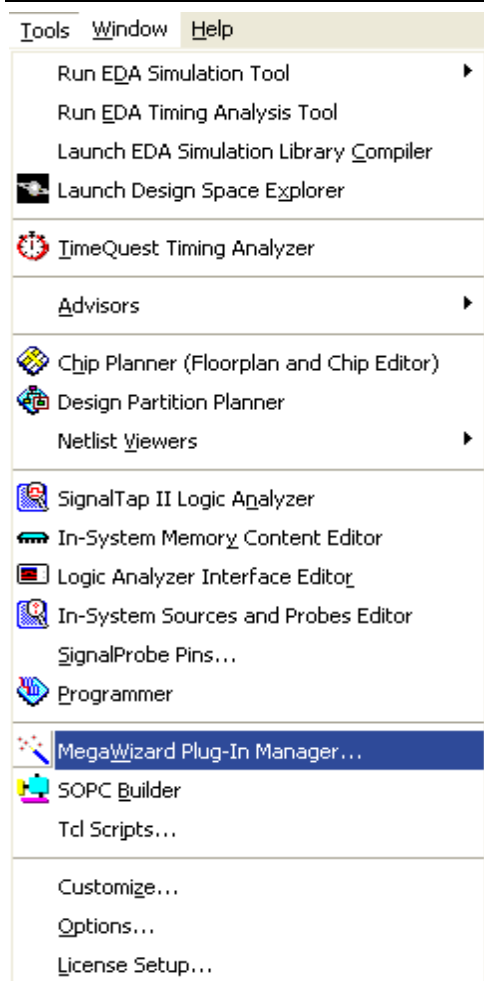 Tools Window Help
Run EDA Simulation Tool
Run EDA Timing Analysis Tool
Launch EDA Simulation Library Compiler
Launch Design Space Explorer
TimeQuest Timing Analyzer
Advisors
Chip Planner (Floorplan and Chip Editor)
Design Partition Planner
Netlist Viewers
SignalTap II Logic Analyzer
In-System Memory Content Editor
Logic Analyzer Interface Editor
In-System Sources and Probes Editor
SignalProbe Pins...
Programmer
MegaWizard Plug-In Manager...
SOPC Builder
Tcl Scripts...
Customize...
Options...
License Setup...